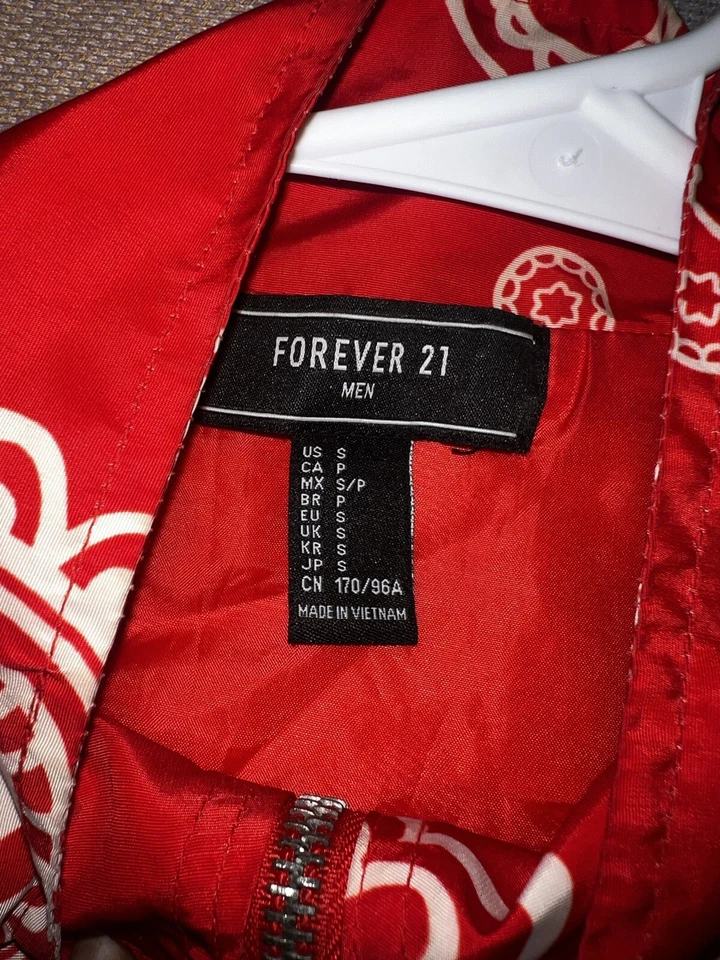 FOREVER 21
MEN
US S
CA P
MX S/P
BR P
EU S
UK S
KR S
JP S
CN 170/96A
MADE IN VIETNAM